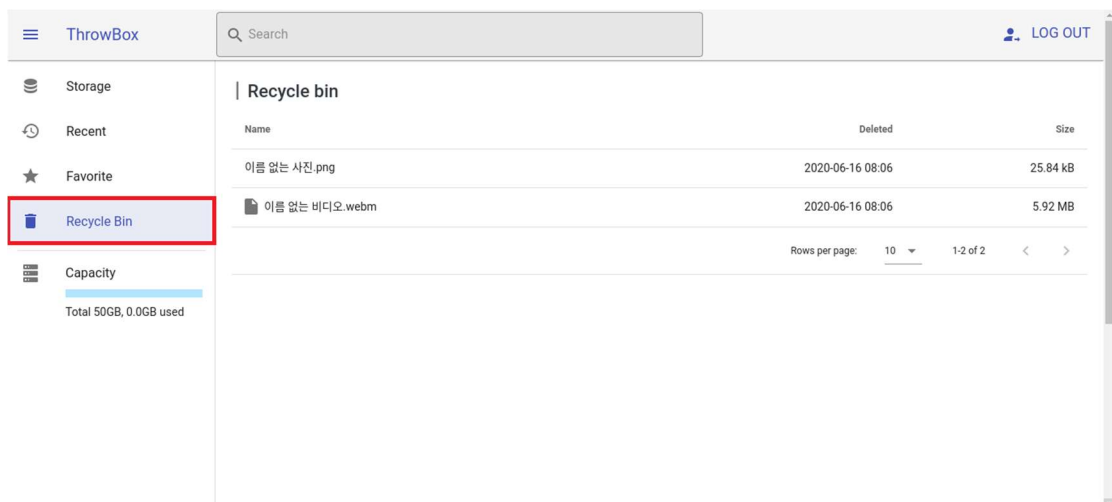 ThrowBox
Search
LOG OUT
Storage
Recent
Favorite
Recycle Bin
Capacity
Total 50GB, 0.0GB used
Recycle bin
Name Deleted Size
이름 없는 사진.png 2020-06-16 08:06 25.84 kB
이름 없는 비디오.webm 2020-06-16 08:06 5.92 MB
Rows per page: 10 1-2 of 2